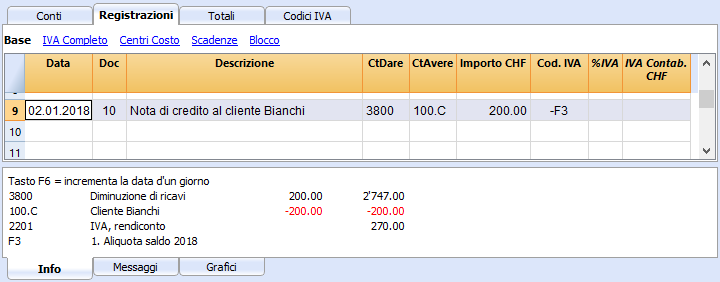 Conti Registrazioni Totali Codici IVA
Base IVA Completo Centri Costo Scadenze Blocco
Data Doc Descrizione CtDare CtAvere Importo CHF Cod. IVA %IVA IVA Contab. CHF
9 02.01.2018 10 Nota di credito al cliente Bianchi 3800 100.C 200.00 -F3
10
11
Tasto F6 = incrementa la data d'un giorno
3800 Diminuzione di ricavi 200.00 2'747.00
100.C Cliente Bianchi -200.00 -200.00
2201 IVA, rendiconto 270.00
F3 1. Aliquota saldo 2018
Info Messaggi Grafici